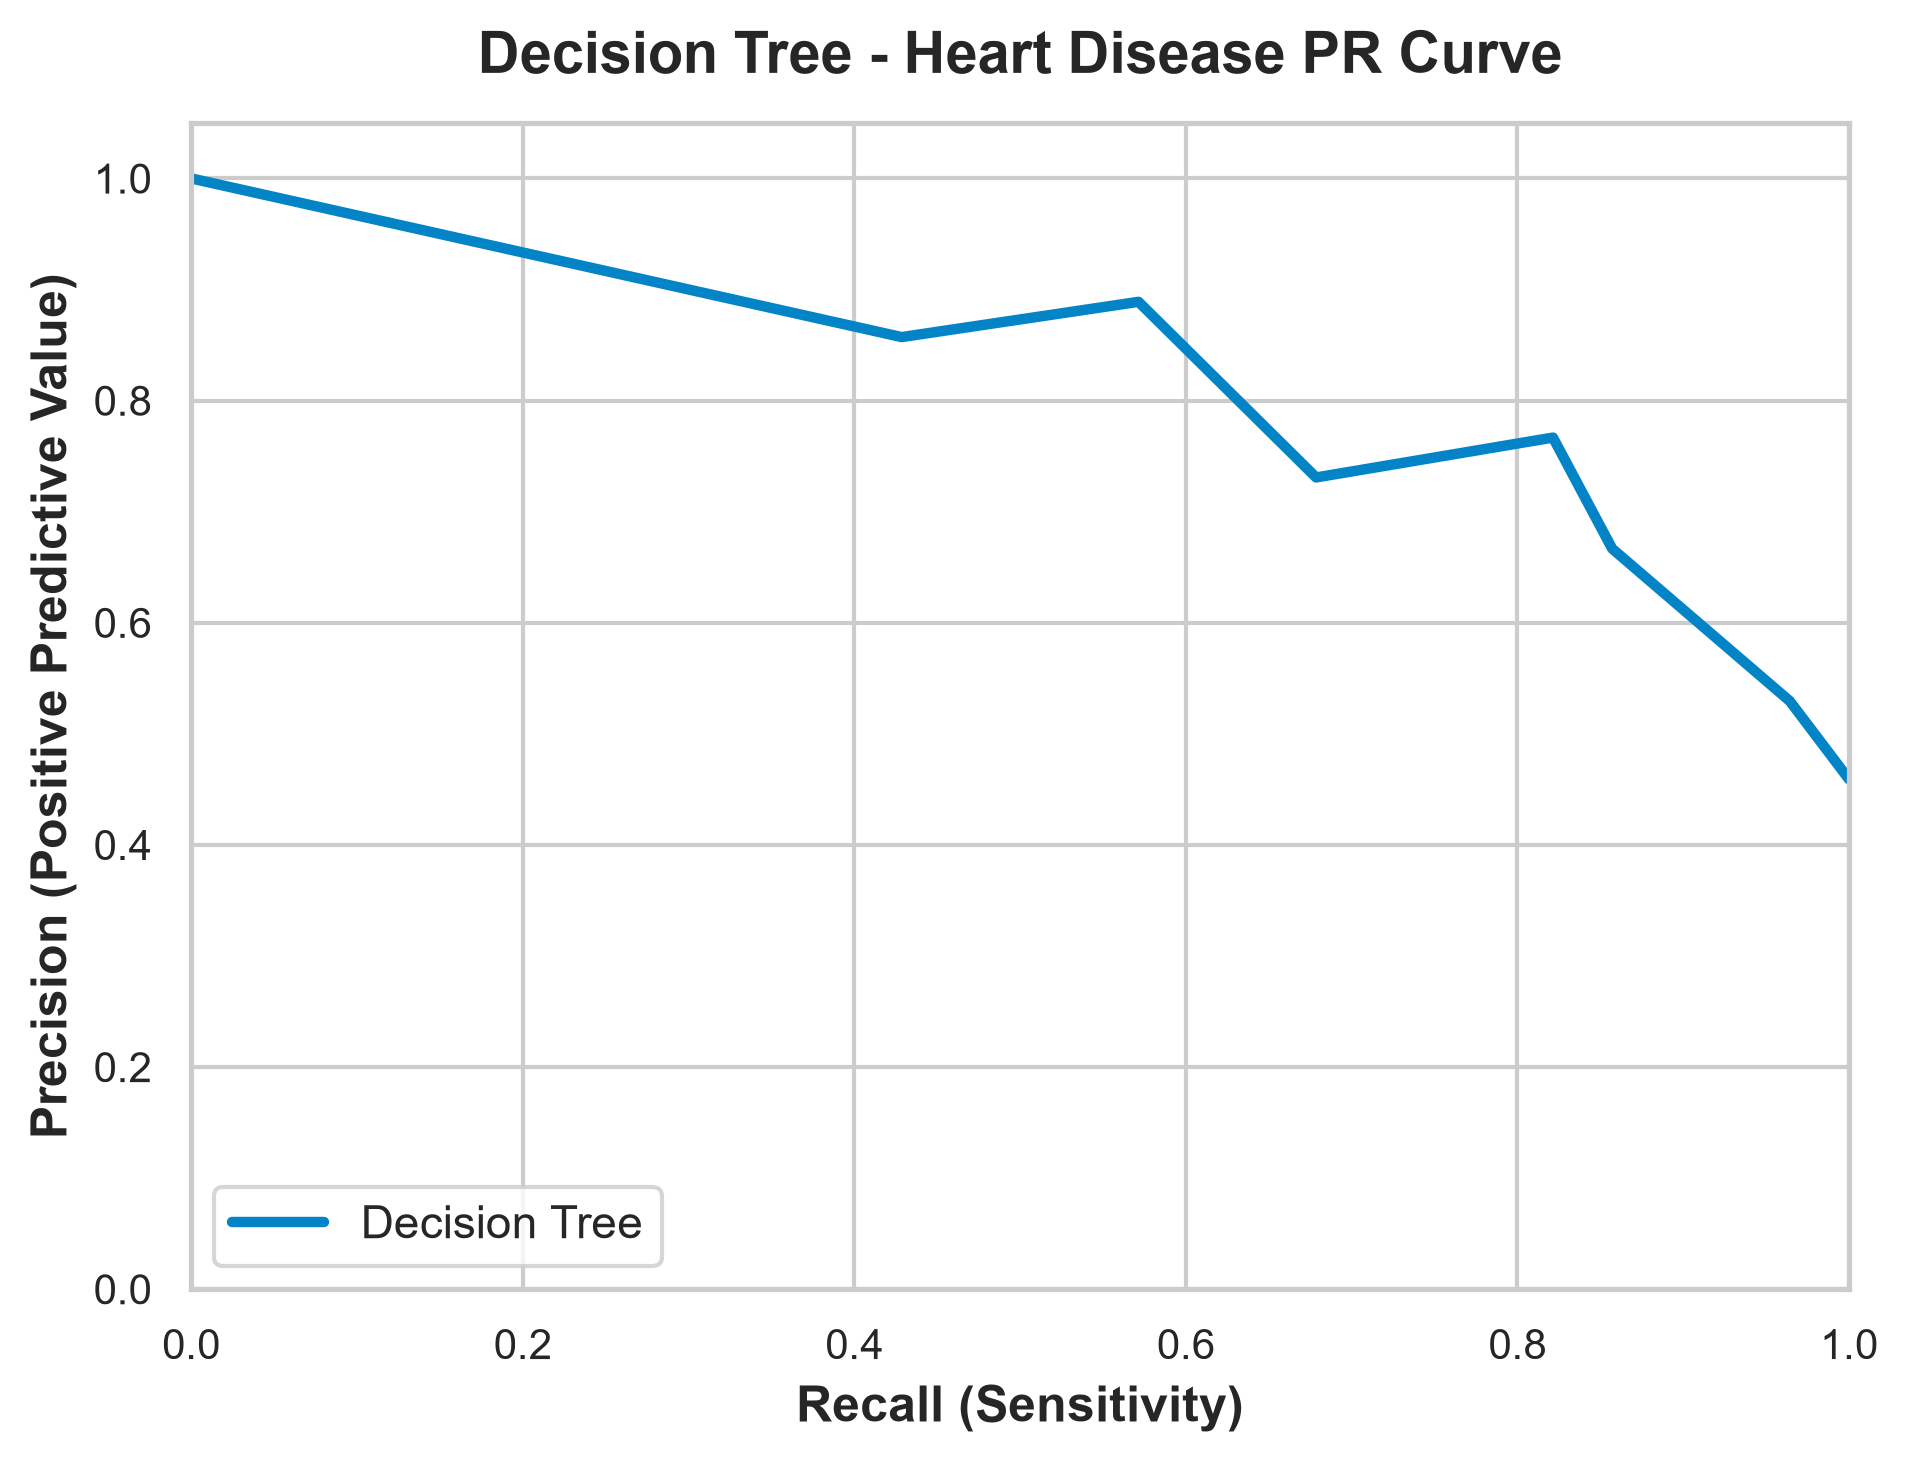 Decision Tree - Heart Disease PR Curve
Precision (Positive Predictive Value)
1.0
0.8
0.6
0.4
0.2
0.0
Decision Tree
0.0 0.2 0.4 0.6 0.8 1.0
Recall (Sensitivity)